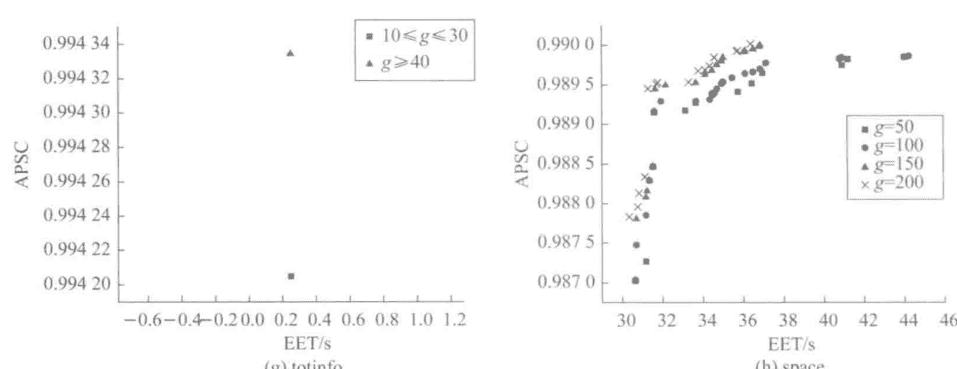 0.994 34
0.994 32
0.994 30
0.994 28
0.994 26
0.994 24
0.994 22
0.994 20
APSC
10≤g≤30
g≥40
−0.6 −0.4 −0.2 0.0 0.2 0.4 0.6 0.8 1.0 1.2
EET/s
(g) totinfo
0.990 0
0.989 5
0.989 0
0.988 5
0.988 0
0.987 5
0.987 0
APSC
g=50
g=100
g=150
g=200
30 32 34 36 38 40 42 44 46
EET/s
(h) space